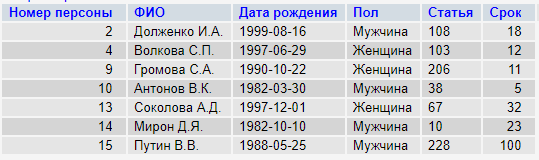 Номер персоны ФИО Дата рождения Пол Статья Срок
2 Долженко И.А. 1999-08-16 Мужчина 108 18
4 Волкова С.П. 1997-06-29 Женщина 103 12
9 Громова С.А. 1990-10-22 Женщина 206 11
10 Антонов В.К. 1982-03-30 Мужчина 38 5
13 Соколова А.Д. 1997-12-01 Женщина 67 32
14 Мирон Д.Я. 1982-10-10 Мужчина 10 23
15 Путин В.В. 1988-05-25 Мужчина 228 100